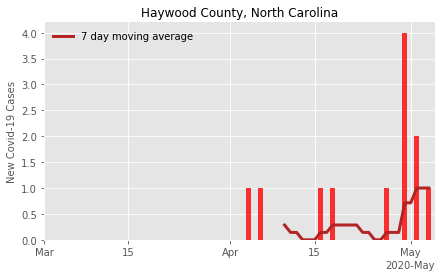 Haywood County, North Carolina
7 day moving average
New Covid-19 Cases
4.0
3.5
3.0
2.5
2.0
1.5
1.0
0.5
0.0
Mar 15 Apr 15 May
2020-May